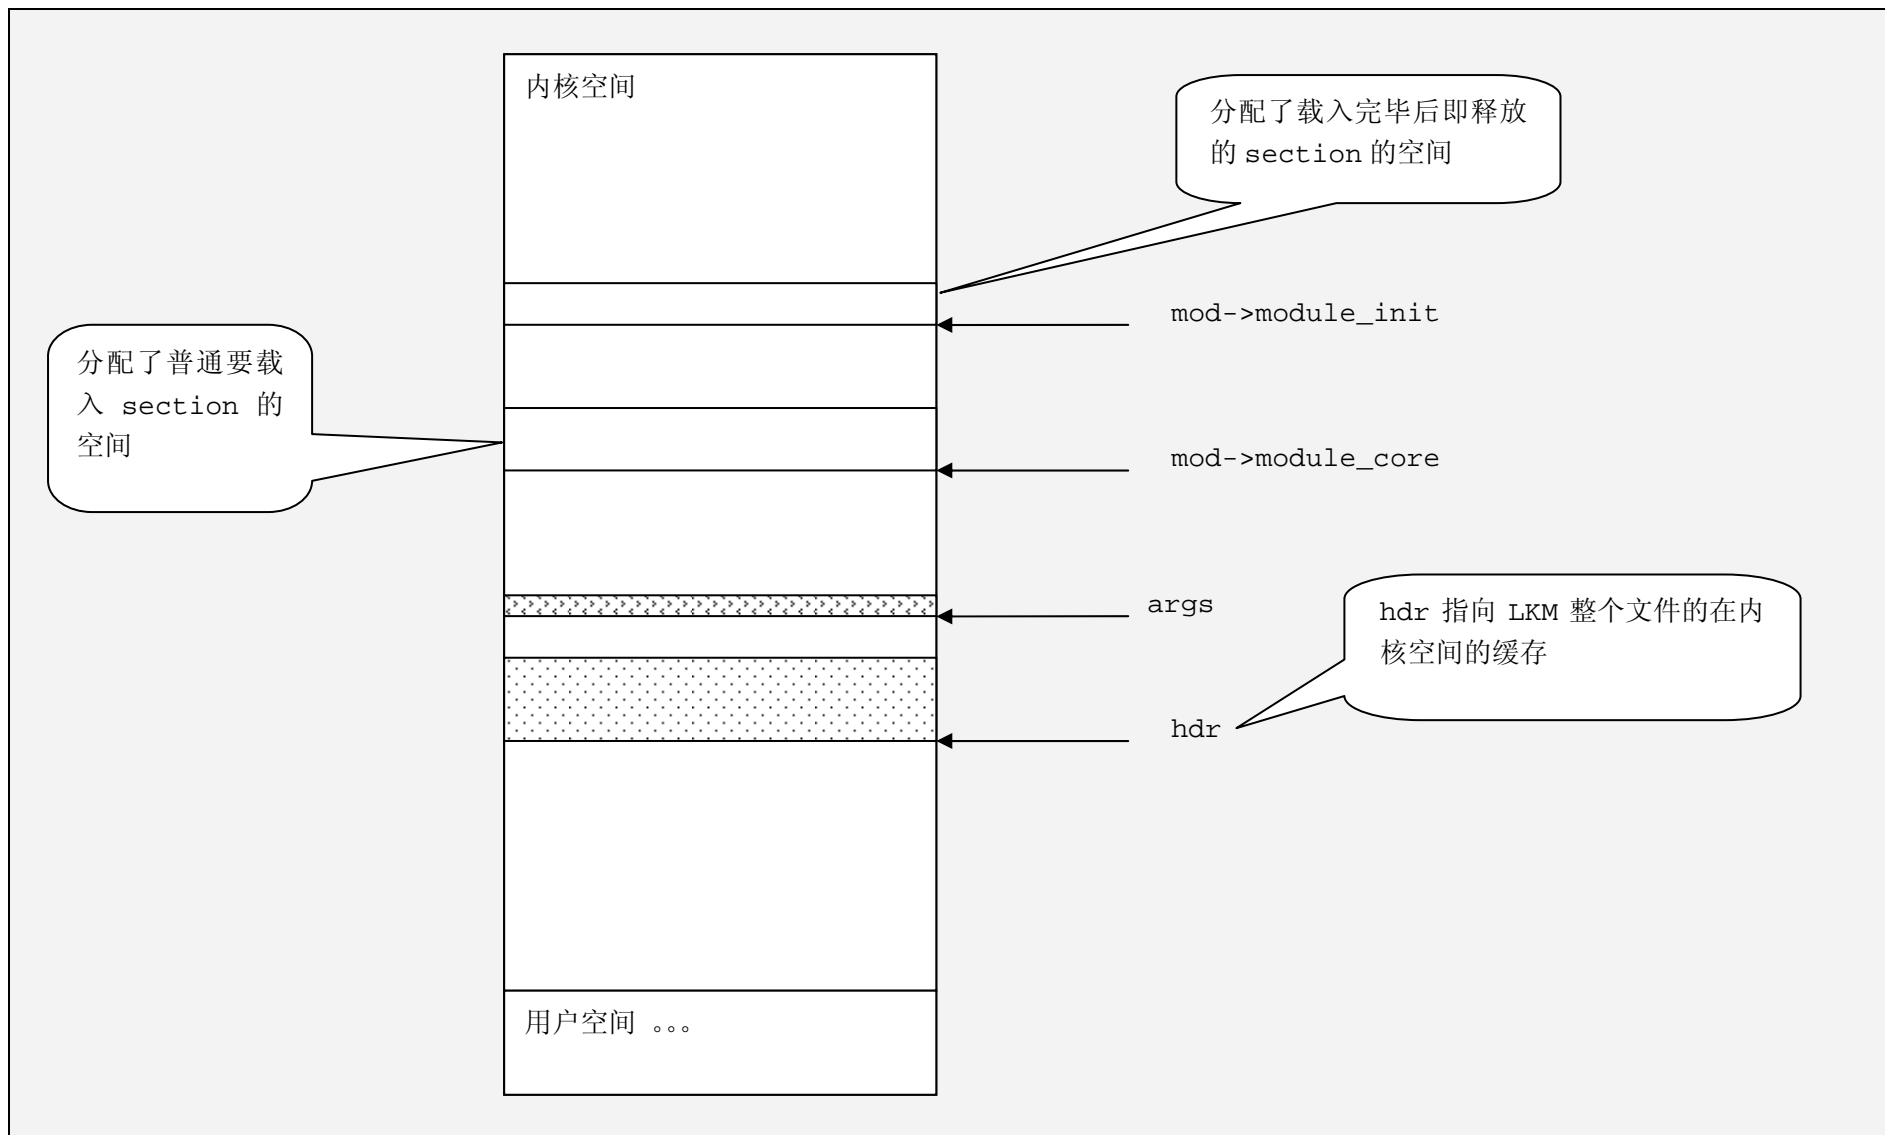 内核空间
分配了载入完毕后即释放
的 section 的空间
mod->module_init
分配了普通要载
入 section 的
空间
mod->module_core
args
hdr 指向 LKM 整个文件的在内
核空间的缓存
hdr
用户空间 。。。